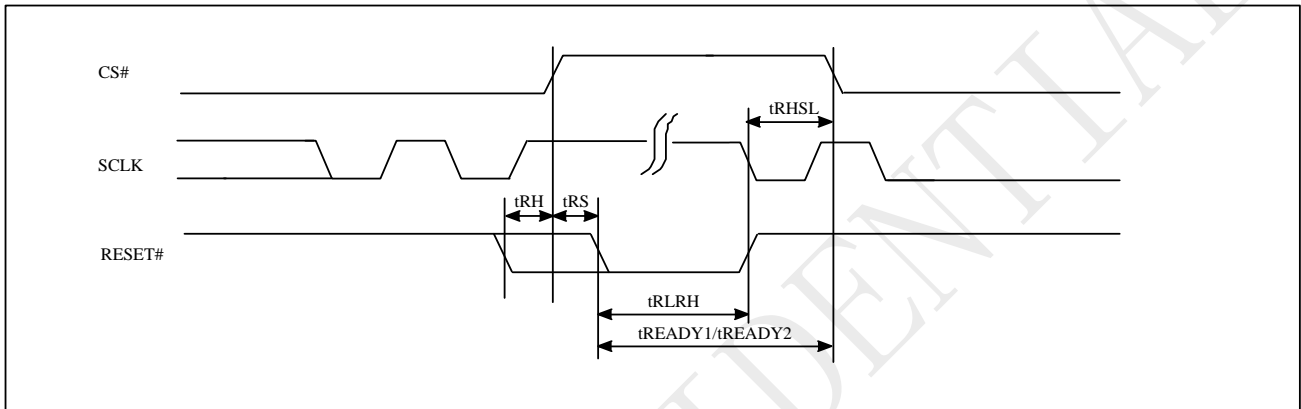 CS#
tRHSL
SCLK
tRH tRS
RESET#
tRLRH
tREADY1/tREADY2